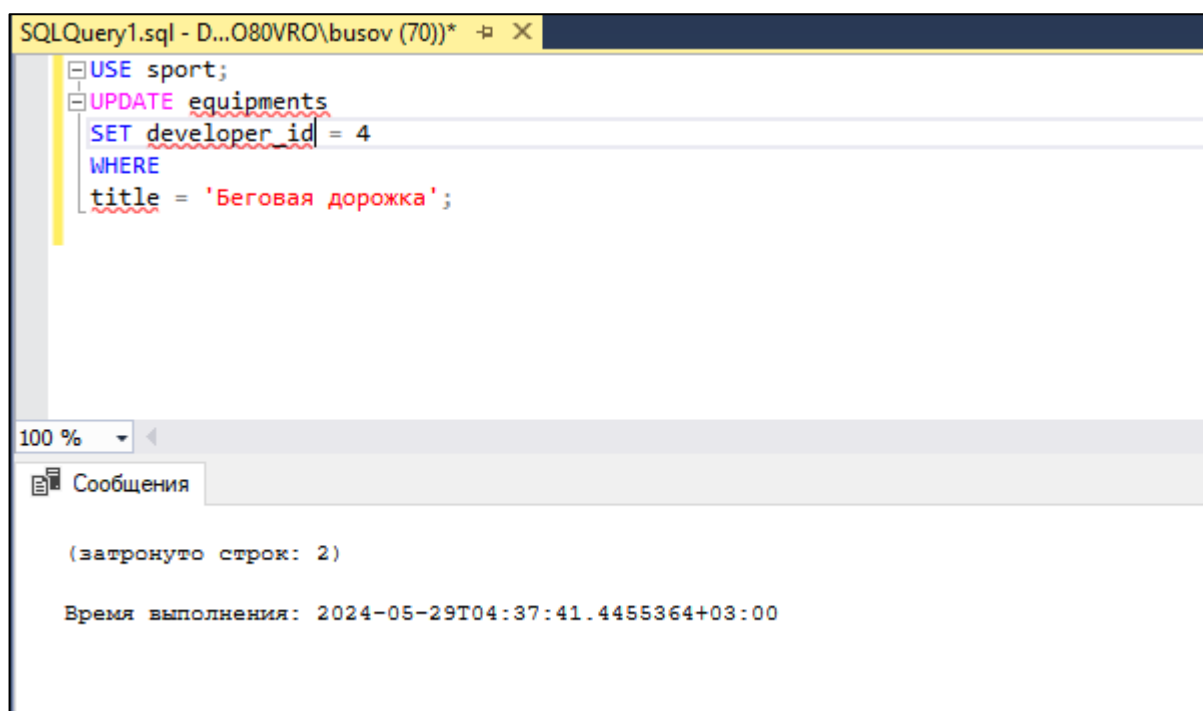 SQLQuery1.sql - D...O80VRO\busov (70))*
USE sport;
UPDATE equipments
SET developer_id = 4
WHERE
title = 'Беговая дорожка';
100 %
Сообщения
(затронуто строк: 2)
Время выполнения: 2024-05-29T04:37:41.4455364+03:00